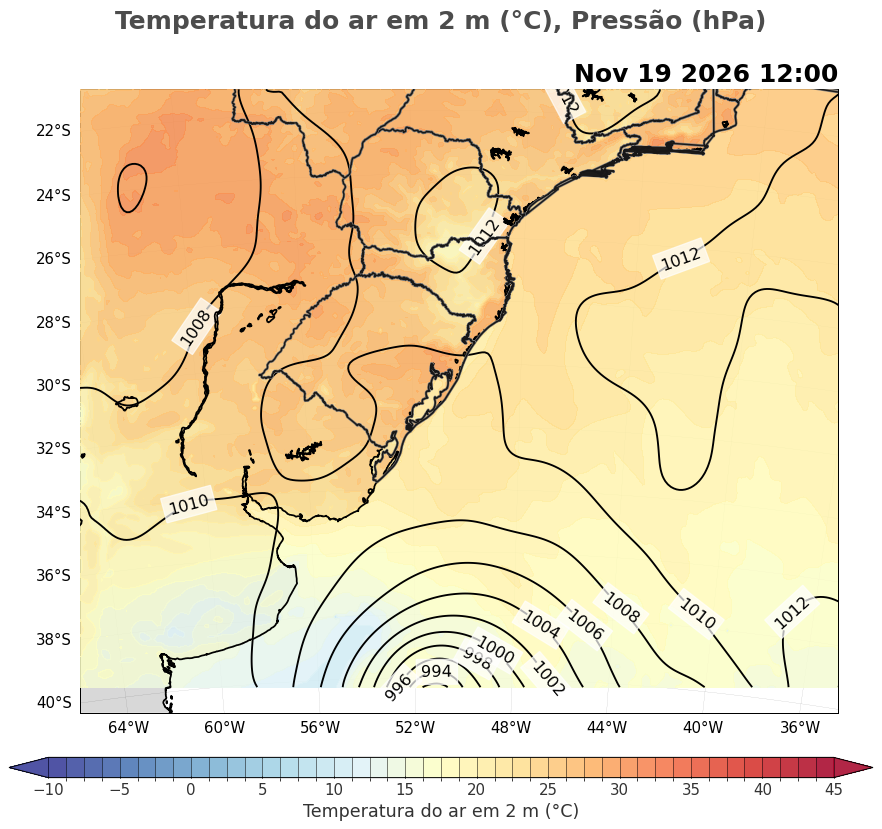 Temperatura do ar em 2 m (°C), Pressão (hPa)
Nov 19 2026 12:00
12
22°S
24°S
1012
26°S
1012
28°S
1008
30°S
32°S
1010
34°S
36°S
1008
1012
1010
1004
1006
38°S
1000
998
994
1002
996
40°S
64°W 60°W 56°W 52°W 48°W 44°W 40°W 36°W
−10 −5 0 5 10 15 20 25 30 35 40 45
Temperatura do ar em 2 m (°C)